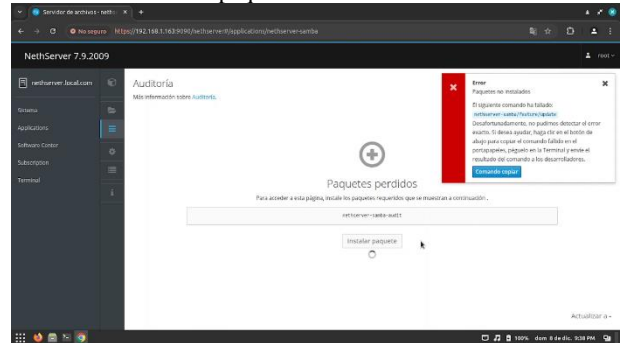 Servidor de archivos - neths
No seguro https://192.168.1.163:9090/nethserver#/applications/nethserver-samba
NethServer 7.9.2009
root
nethserver.local.com
Sistema
Applications
Software Center
Subscription
Terminal
Auditoría
Más información sobre Auditoría.
Error
Paquetes no instalados
El siguiente comando ha fallado:
nethserver-samba/feature/update
Desafortunadamente, no pudimos detectar el error
exacto. Si desea ayudar, haga clic en el botón de
abajo para copiar el comando fallido en el
portapapeles, péguelo en la Terminal y envíe el
resultado del comando a los desarrolladores.
Comando copiar
Paquetes perdidos
Para acceder a esta página, instale los paquetes requeridos que se muestran a continuación .
nethserver-samba-audit
Instalar paquete
Actualizar a -
100% dom 8 de dic. 9:38 PM